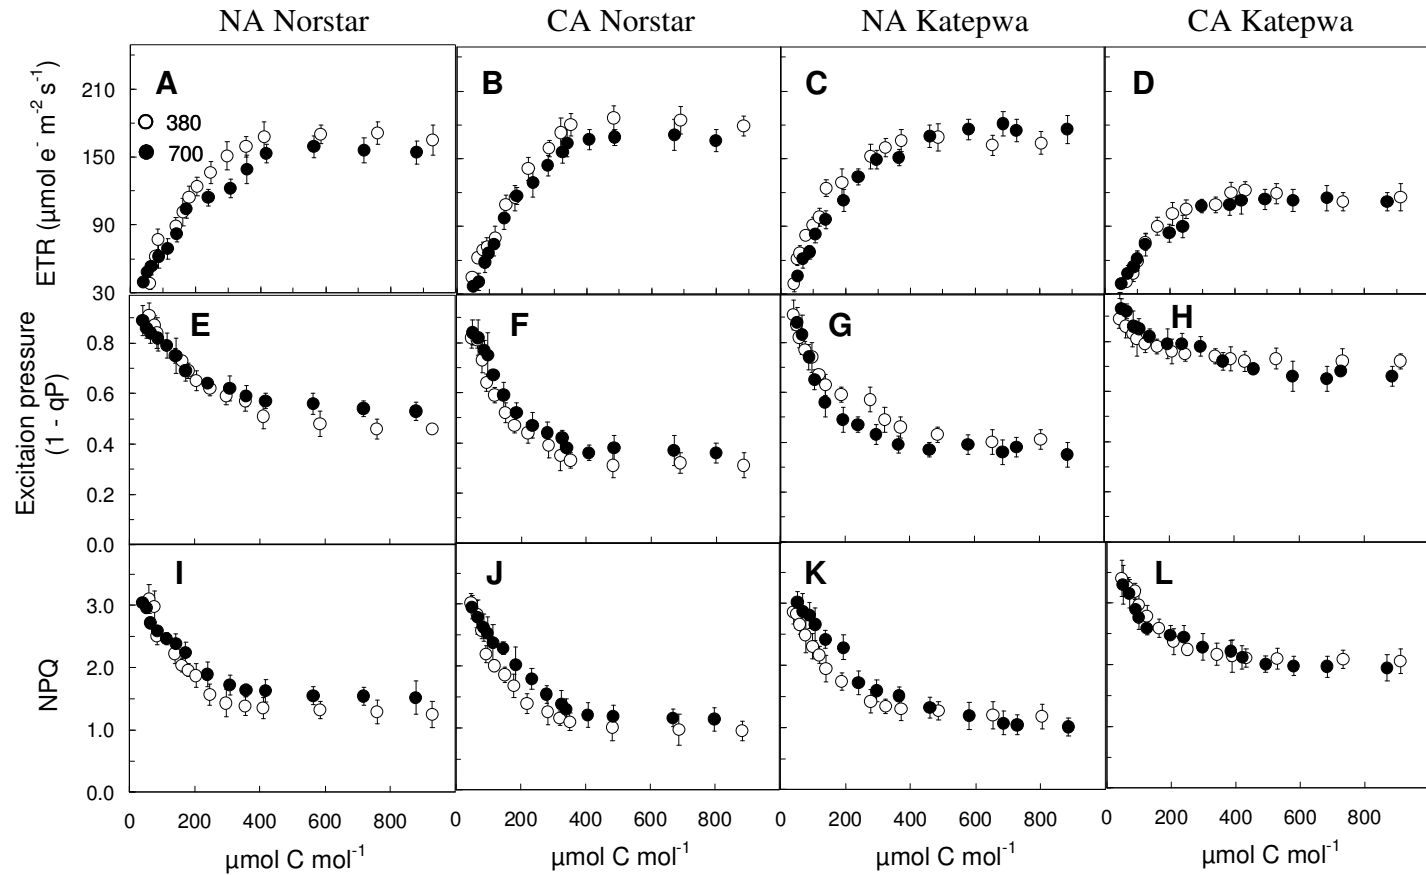 NA Norstar CA Norstar NA Katepwa CA Katepwa
A B C D
380
700
ETR (µmol e- m-2 s-1)
210
150
90
30
E F G H
Excitaion pressure
(1 - qP)
0.8
0.6
0.4
0.2
0.0
I J K L
NPQ
3.0
2.0
1.0
0.0
0 200 400 600 800 0 200 400 600 800 0 200 400 600 800 0 200 400 600 800
µmol C mol-1 µmol C mol-1 µmol C mol-1 µmol C mol-1